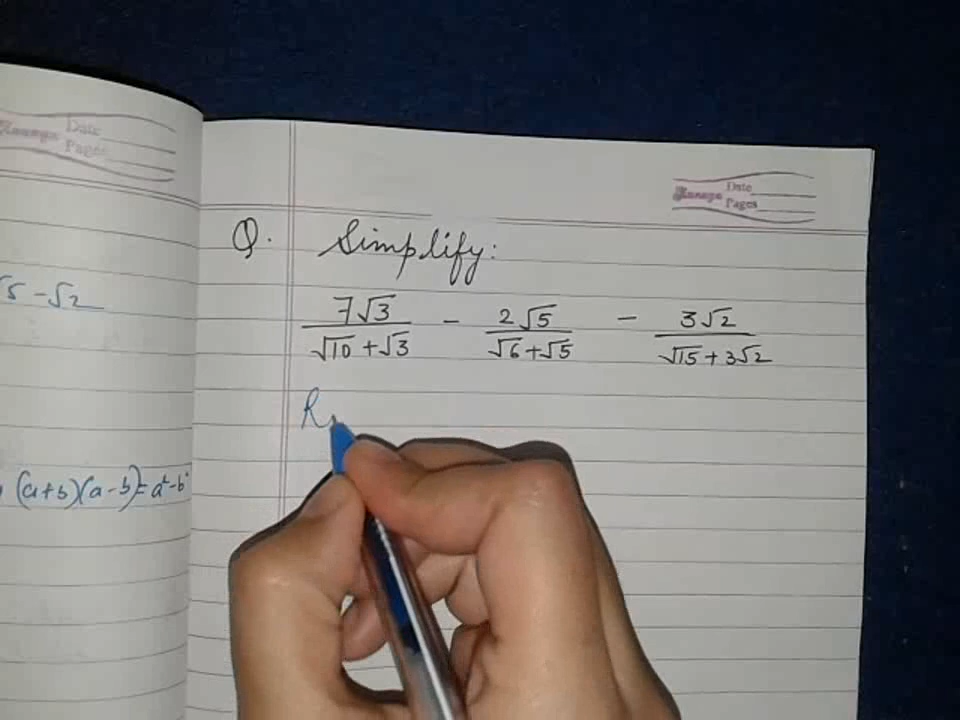 Date
Pages
√5 - √2
(a+b)(a-b)=a²-b²
Date
Pages
Q. Simplify:
7√3/(√10+√3) - 2√5/(√6+√5) - 3√2/(√15+3√2)
R